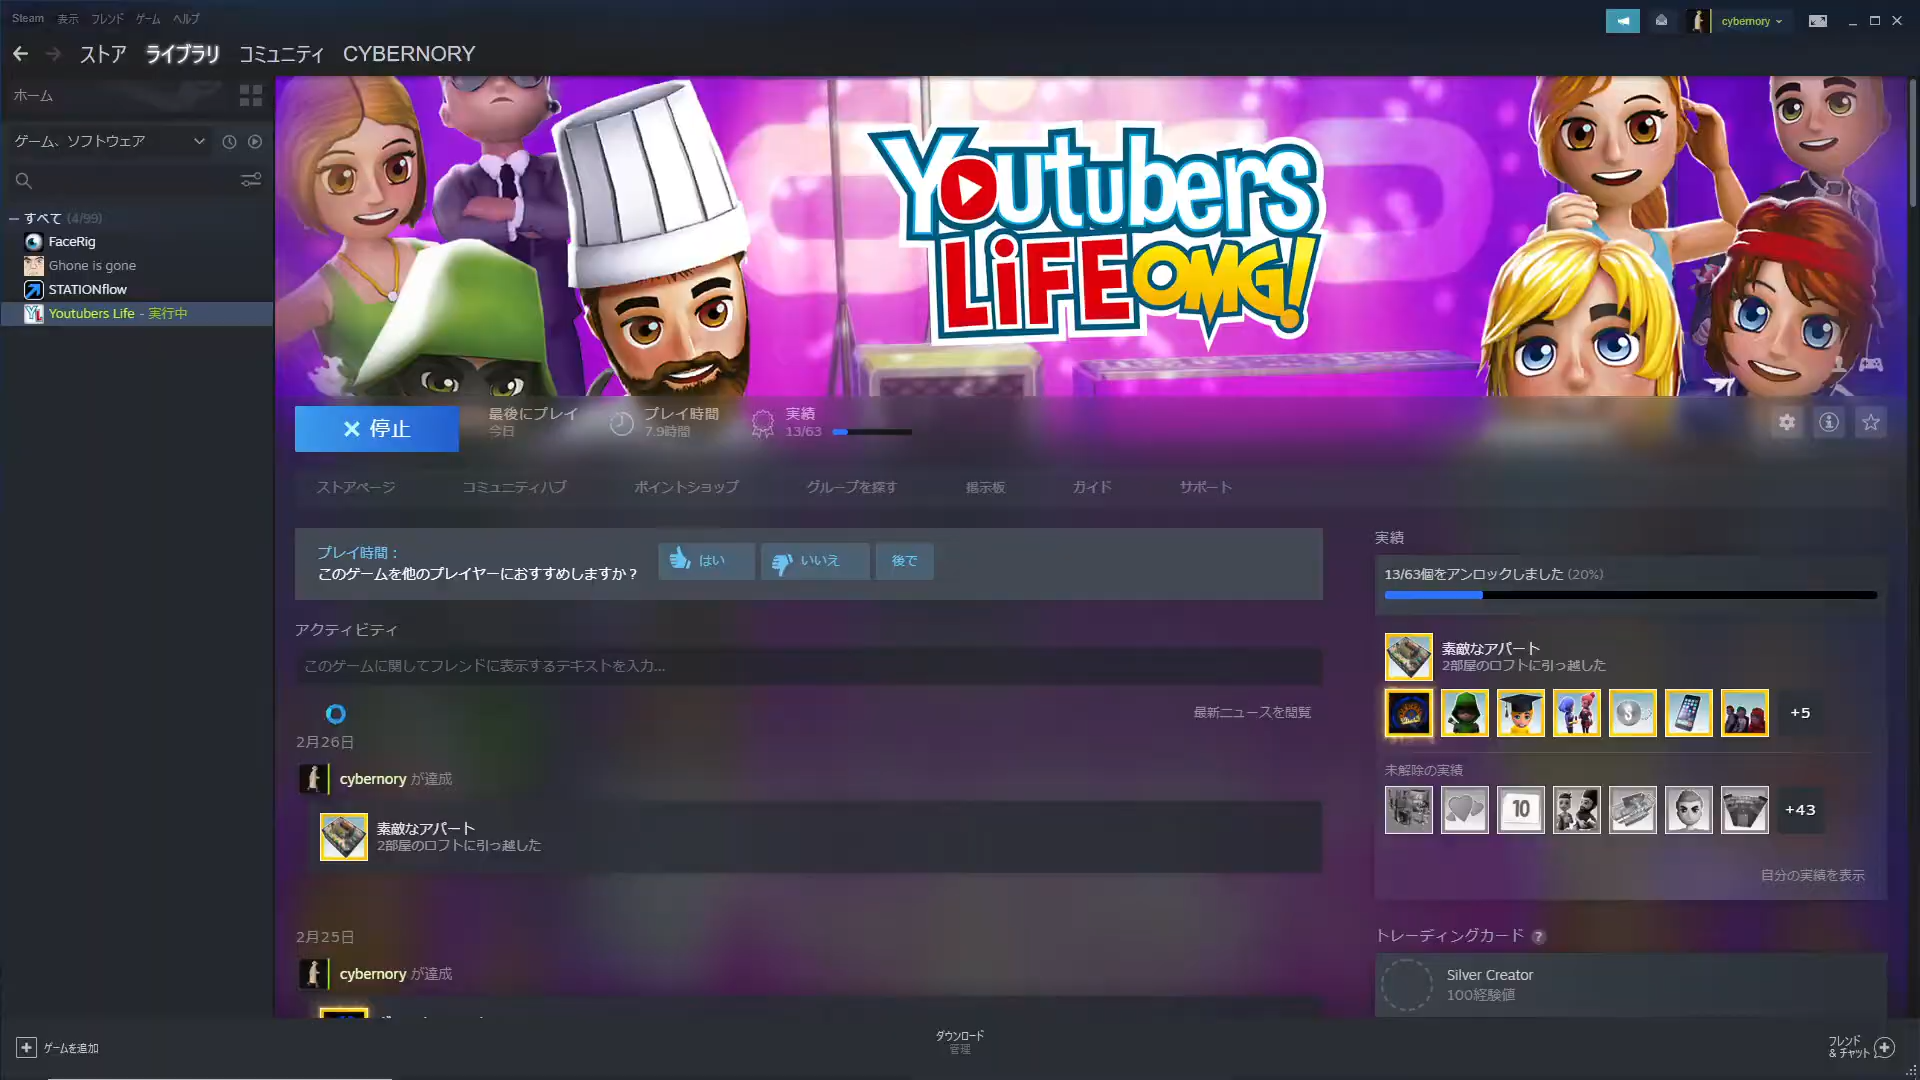 Steam 表示 フレンド ゲーム ヘルプ
cybernory
ストア ライブラリ コミュニティ CYBERNORY
ホーム
ゲーム、ソフトウェア
すべて (4/99)
FaceRig
Ghone is gone
STATIONflow
Youtubers Life - 実行中
Youtubers
LiFE OMG!
停止
最後にプレイ
今日
プレイ時間
7.9時間
実績
13/63
ストアページ コミュニティハブ ポイントショップ グループを探す 掲示板 ガイド サポート
プレイ時間：
このゲームを他のプレイヤーにおすすめしますか？
はい いいえ 後で
アクティビティ
このゲームに関してフレンドに表示するテキストを入力...
最新ニュースを閲覧
2月26日
cybernory が達成
素敵なアパート
2部屋のロフトに引っ越した
2月25日
cybernory が達成
実績
13/63個をアンロックしました (20%)
素敵なアパート
2部屋のロフトに引っ越した
+5
未解除の実績
10
+43
自分の実績を表示
トレーディングカード ?
Silver Creator
100経験値
ゲームを追加
ダウンロード
管理
フレンド
& チャット